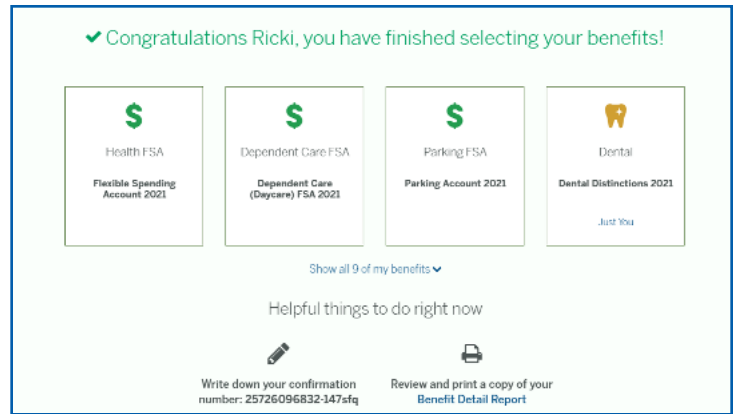 Congratulations Ricki, you have finished selecting your benefits!
Health FSA
Flexible Spending
Account 2021
Dependent Care FSA
Dependent Care
(Daycare) FSA 2021
Parking FSA
Parking Account 2021
Dental
Dental Distinctions 2021
Just You
Show all 9 of my benefits
Helpful things to do right now
Write down your confirmation
number: 25726096832-147sfq
Review and print a copy of your
Benefit Detail Report